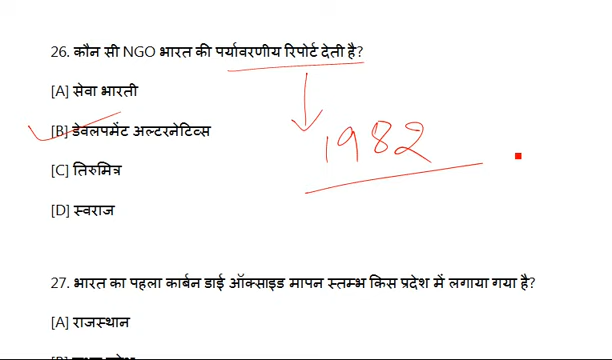 26. कौन सी NGO भारत की पर्यावरणीय रिपोर्ट देती है?
[A] सेवा भारती
[B] डेवलपमेंट अल्टरनेटिव्स
1982
[C] तिरुमित्र
[D] स्वराज
27. भारत का पहला कार्बन डाई ऑक्साइड मापन स्तम्भ किस प्रदेश में लगाया गया है?
[A] राजस्थान